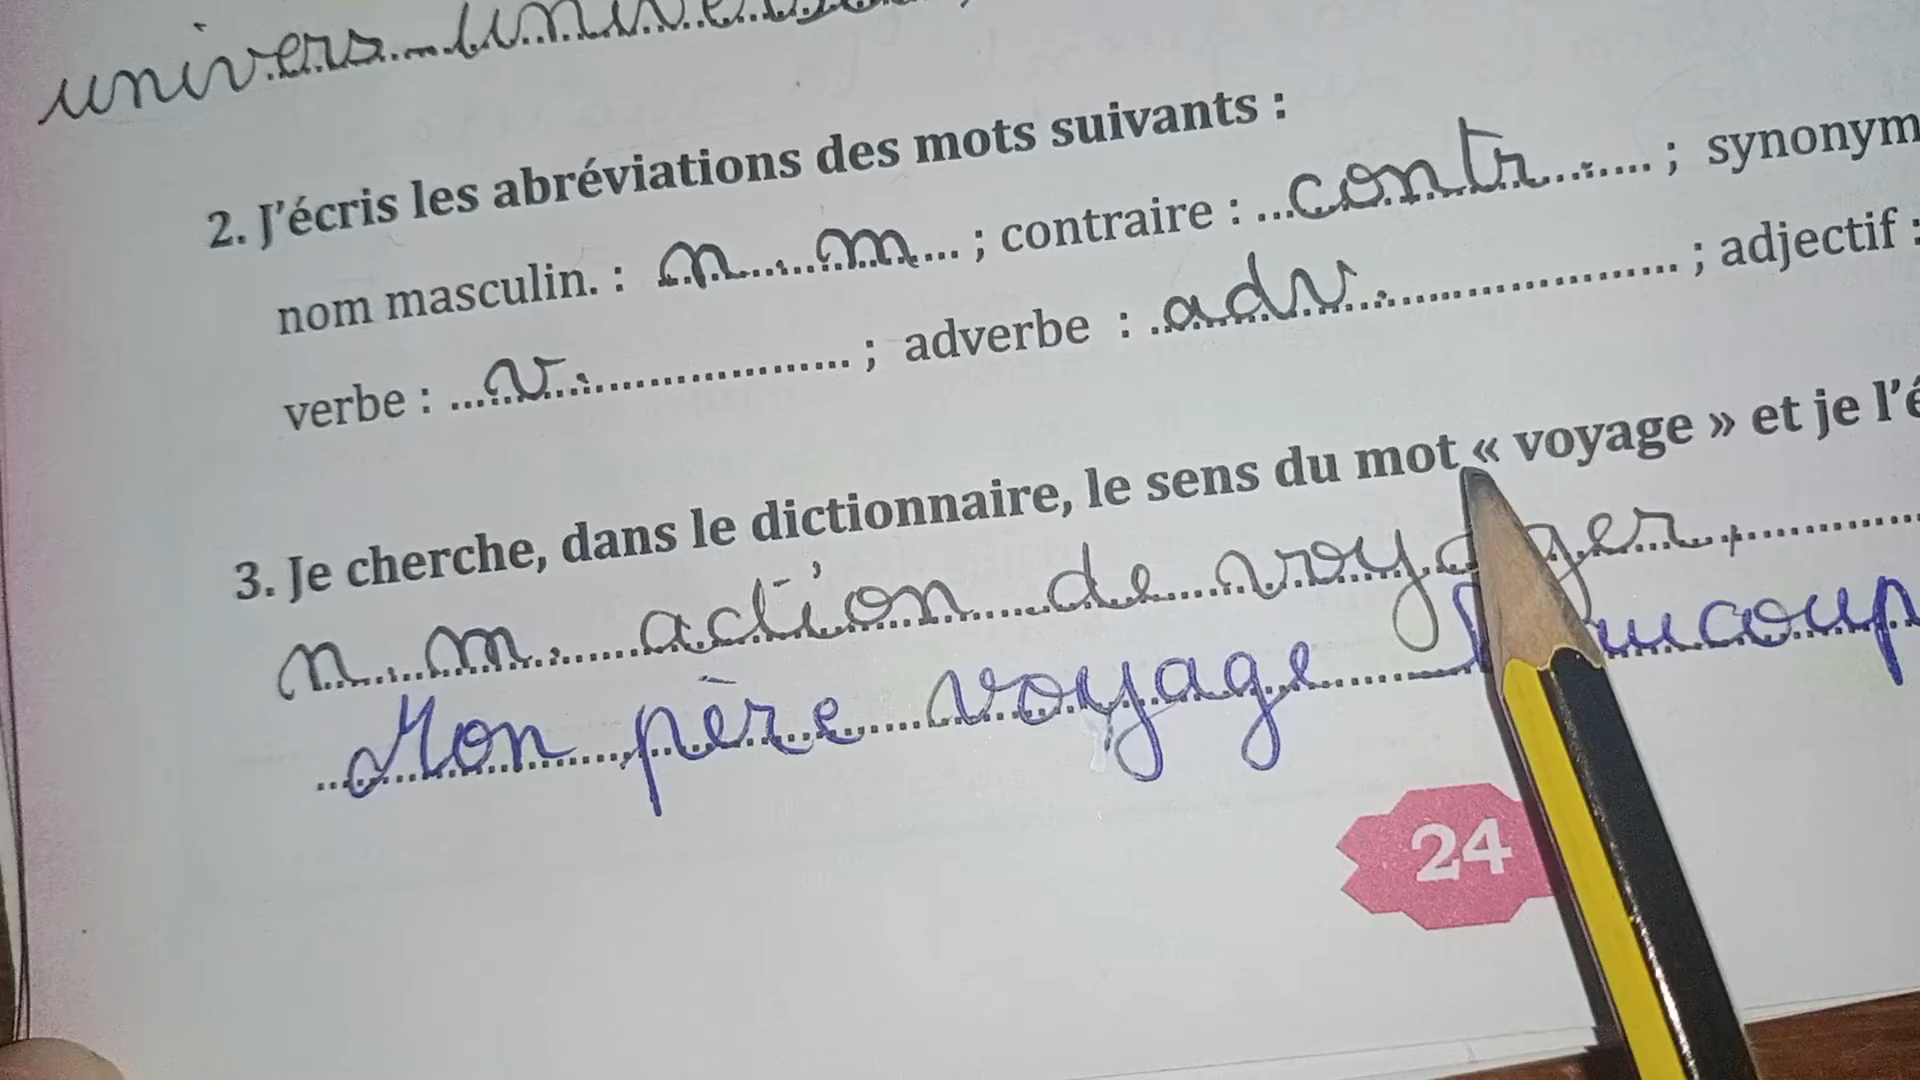 univers
2. J'écris les abréviations des mots suivants :
nom masculin. : n. m ; contraire : contr. ; synonym
verbe : v. ; adverbe : adv. ; adjectif :
3. Je cherche, dans le dictionnaire, le sens du mot « voyage » et je l'é
n. m. action de voyager.
Mon père voyage beaucoup
24